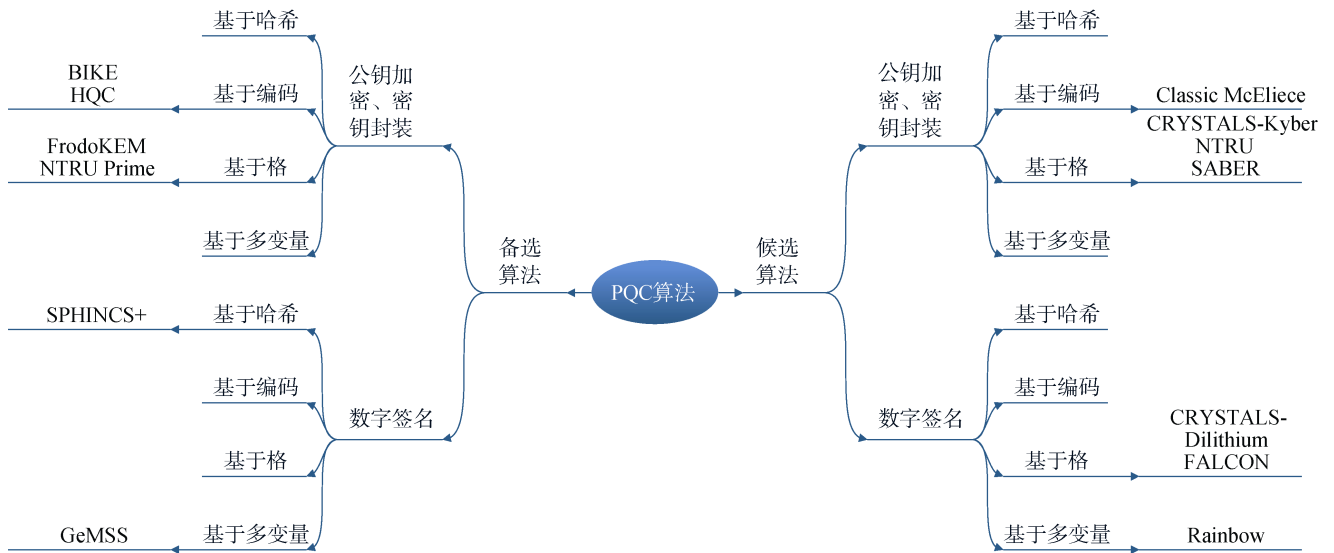 PQC算法
备选
算法
公钥加
密、密
钥封装
基于哈希
基于编码
BIKE
HQC
基于格
FrodoKEM
NTRU Prime
基于多变量
数字签名
基于哈希
SPHINCS+
基于编码
基于格
基于多变量
GeMSS
候选
算法
公钥加
密、密
钥封装
基于哈希
基于编码
Classic McEliece
基于格
CRYSTALS-Kyber
NTRU
SABER
基于多变量
数字签名
基于哈希
基于编码
基于格
CRYSTALS-
Dilithium
FALCON
基于多变量
Rainbow